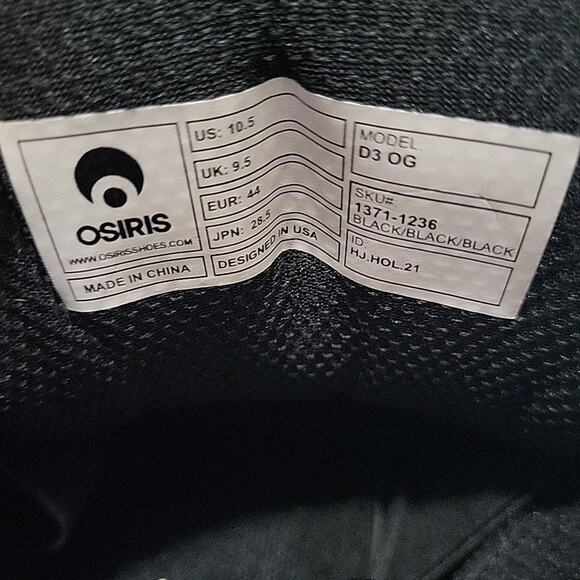 OSIRIS
WWW.OSIRISSHOES.COM
MADE IN CHINA
US: 10.5
UK: 9.5
EUR: 44
JPN: 28.5
DESIGNED IN USA
MODEL:
D3 OG
SKU#
1371-1236
BLACK/BLACK/BLACK
ID:
HJ.HOL.21